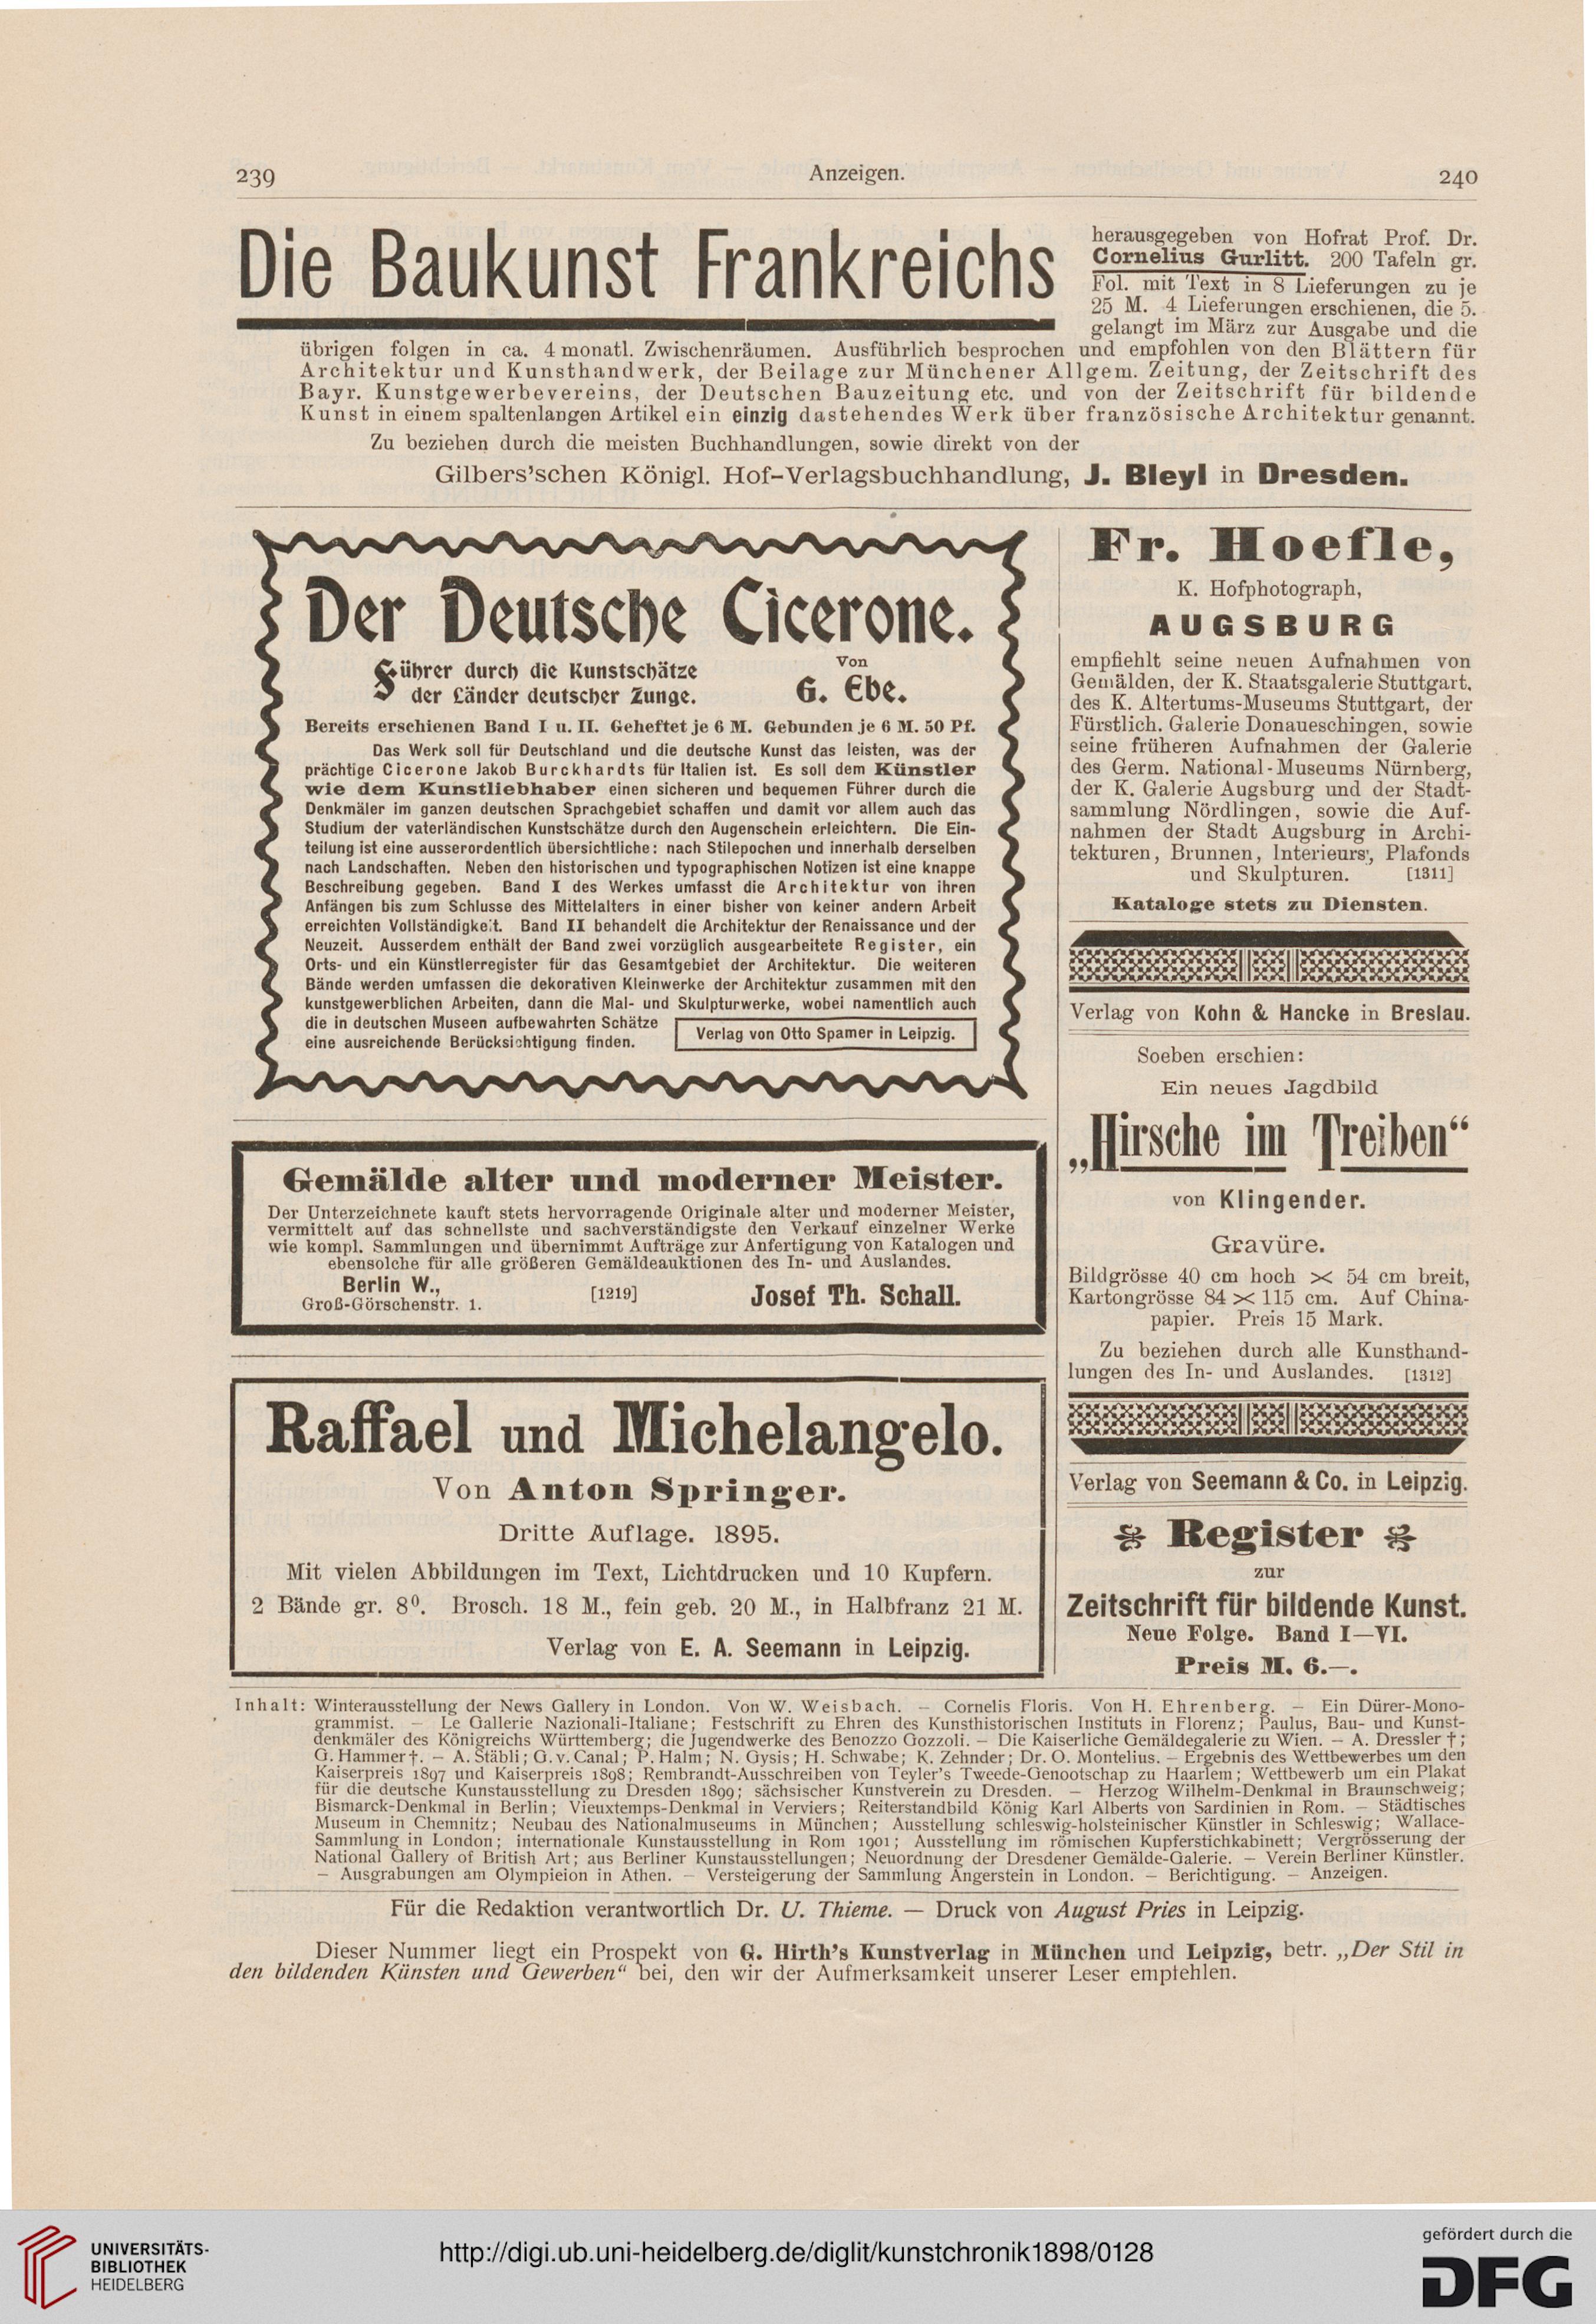 239
Anzeigen.
240
Die Baukunst Frankreichs
herausgegeben von Hofrat Prof. Dr.
Cornelius Gurlitt. 200 Tafeln gr.
Fol. mit Text in 8 Lieferungen zu je
25 M. 4 Lieferungen erschienen, die 5.
gelangt im März zur Ausgabe und die
übrigen folgen in ca. 4 monatl. Zwischenräumen. Ausführlich besprochen und empfohlen von den Blättern für
Architektur und Kunsthandwerk, der Beilage zur Münchener Allgem. Zeitung, der Zeitschrift des
Bayr. Kunstgewerbevereins, der Deutschen Bauzeitung etc. und von der Zeitschrift für bildende
Kunst in einem spaltenlangen Artikel ein einzig dastehendes Werk über französische Architektur genannt.
Zu beziehen durch die meisten Buchhandlungen, sowie direkt von der
Gilbers'schen Königl. Hof-Verlagsbuchhandlung, J. Bleyl in Dresden.
Der Deutsche Cicerone.
Führer durch die Kunstschätze
der Länder deutscher Zunge.
Von
G. Ebe.
Bereits erschienen Band I u. II. Geheftet je 6 M. Gebunden je 6 M. 50 Pf.
Das Werk soll für Deutschland und die deutsche Kunst das leisten, was der
prächtige Cicerone Jakob Burckhardts für Italien ist. Es soll dem Künstler
wie dem Kunstliebhaber einen sicheren und bequemen Führer durch die
Denkmäler im ganzen deutschen Sprachgebiet schaffen und damit vor allem auch das
Studium der vaterländischen Kunstschätze durch den Augenschein erleichtern. Die Ein-
teilung ist eine ausserordentlich übersichtliche: nach Stilepochen und innerhalb derselben
nach Landschaften. Neben den historischen und typographischen Notizen ist eine knappe
Beschreibung gegeben. Band I des Werkes umfasst die Architektur von ihren
Anfängen bis zum Schlusse des Mittelalters in einer bisher von keiner andern Arbeit
erreichten Vollständigkeit. Band II behandelt die Architektur der Renaissance und der
Neuzeit. Ausserdem enthält der Band zwei vorzüglich ausgearbeitete Register, ein
Orts- und ein Künstlerregister für das Gesamtgebiet der Architektur. Die weiteren
Bände werden umfassen die dekorativen Kleinwerke der Architektur zusammen mit den
kunstgewerblichen Arbeiten, dann die Mal- und Skulpturwerke, wobei namentlich auch
die in deutschen Museen aufbewahrten Schätze
eine ausreichende Berücksichtigung finden.
Verlag von Otto Spamer in Leipzig.
Gemälde alter und moderner Meister.
Der Unterzeichnete kauft stets hervorragende Originale alter und moderner Meister,
vermittelt auf das schnellste und sachverständigste den Verkauf einzelner Werke
wie kompl. Sammlungen und übernimmt Aufträge zur Anfertigung von Katalogen und
ebensolche für alle größeren Gemäldeauktionen des In- und Auslandes.
Berlin W.,
Groß-Görschenstr. 1.
[1219]
Josef Th. Schall.
Raffael und Michelangelo.
Von Anton Springer.
Dritte Auflage. 1895.
Mit vielen Abbildungen im Text, Lichtdrucken und 10 Kupfern.
2 Bände gr. 8⁰. Brosch. 18 M., fein geb. 20 M., in Halbfranz 21 M.
Verlag von E. A. Seemann in Leipzig.
Fr. Hoefle,
K. Hofphotograph,
AUGSBURG
empfiehlt seine neuen Aufnahmen von
Gemälden, der K. Staatsgalerie Stuttgart,
des K. Altertums-Museums Stuttgart, der
Fürstlich. Galerie Donaueschingen, sowie
seine früheren Aufnahmen der Galerie
des Germ. National-Museums Nürnberg,
der K. Galerie Augsburg und der Stadt-
sammlung Nördlingen, sowie die Auf-
nahmen der Stadt Augsburg in Archi-
tekturen, Brunnen, Interieurs, Plafonds
und Skulpturen. [1311]
Kataloge stets zu Diensten.
Verlag von Kohn & Hancke in Breslau.
Soeben erschien:
Ein neues Jagdbild
„Hirsche im Treiben“
von Klingender.
Gravüre.
Bildgrösse 40 cm hoch × 54 cm breit,
Kartongrösse 84 × 115 cm. Auf China-
papier. Preis 15 Mark.
Zu beziehen durch alle Kunsthand-
lungen des In- und Auslandes. [1312]
Verlag von Seemann & Co. in Leipzig.
Register
zur
Zeitschrift für bildende Kunst.
Neue Folge. Band I—VI.
Preis M. 6.—.
Inhalt: Winterausstellung der News Gallery in London. Von W. Weisbach. — Cornelis Floris. Von H. Ehrenberg. — Ein Dürer-Mono-
grammist. — Le Gallerie Nazionali-Italiane; Festschrift zu Ehren des Kunsthistorischen Instituts in Florenz; Paulus, Bau- und Kunst-
denkmäler des Königreichs Württemberg; die Jugendwerke des Benozzo Gozzoli. — Die Kaiserliche Gemäldegalerie zu Wien. — A. Dressler †;
G. Hammer †. — A. Stäbli; G. v. Canal; P. Halm; N. Gysis; H. Schwabe; K. Zehnder; Dr. O. Montelius. — Ergebnis des Wettbewerbes um den
Kaiserpreis 1897 und Kaiserpreis 1898; Rembrandt-Ausschreiben von Teyler's Tweede-Genootschap zu Haarlem; Wettbewerb um ein Plakat
für die deutsche Kunstausstellung zu Dresden 1899; sächsischer Kunstverein zu Dresden. — Herzog Wilhelm-Denkmal in Braunschweig;
Bismarck-Denkmal in Berlin; Vieuxtemps-Denkmal in Verviers; Reiterstandbild König Karl Alberts von Sardinien in Rom. — Städtisches
Museum in Chemnitz; Neubau des Nationalmuseums in München; Ausstellung schleswig-holsteinischer Künstler in Schleswig; Wallace-
Sammlung in London; internationale Kunstausstellung in Rom 1901; Ausstellung im römischen Kupferstichkabinett; Vergrösserung der
National Gallery of British Art; aus Berliner Kunstausstellungen; Neuordnung der Dresdener Gemälde-Galerie. — Verein Berliner Künstler.
— Ausgrabungen am Olympieion in Athen. — Versteigerung der Sammlung Angerstein in London. — Berichtigung. — Anzeigen.
Für die Redaktion verantwortlich Dr. U. Thieme. — Druck von August Pries in Leipzig.
Dieser Nummer liegt ein Prospekt von G. Hirth's Kunstverlag in München und Leipzig, betr. „Der Stil in
den bildenden Künsten und Gewerben“ bei, den wir der Aufmerksamkeit unserer Leser empfehlen.
UNIVERSITÄTS-
BIBLIOTHEK
HEIDELBERG
http://digi.ub.uni-heidelberg.de/diglit/kunstchronik1898/0128
gefördert durch die
DFG